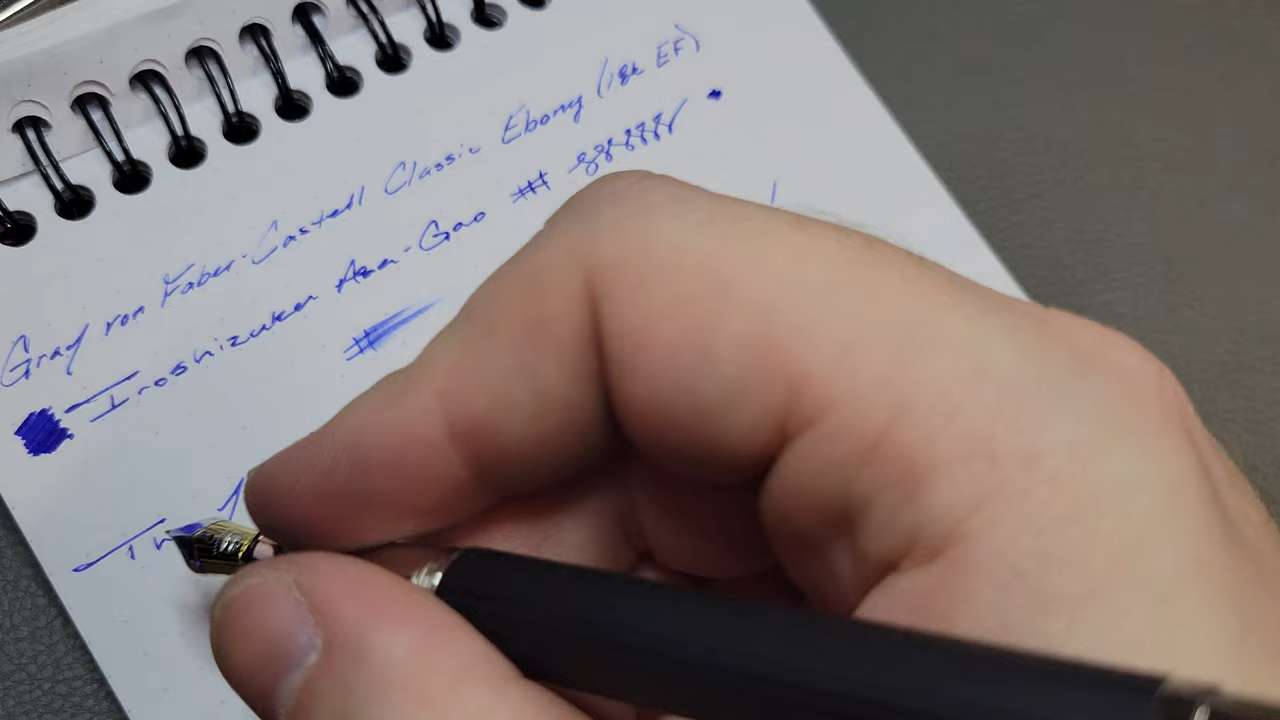 Graf von Faber-Castell Classic Ebony (18k EF)
Iroshizuku Asa-Gao #
#